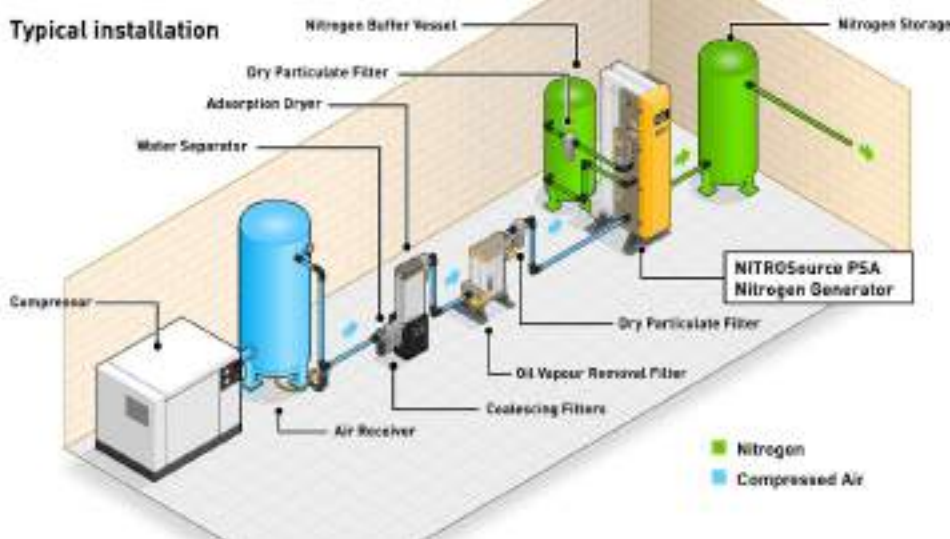 Typical installation
Nitrogen Buffer Vessel
Nitrogen Storage
Dry Particulate Filter
Adsorption Dryer
Water Separator
NITROSource PSA
Nitrogen Generator
Compressor
Dry Particulate Filter
Oil Vapour Removal Filter
Coalescing Filters
Air Receiver
Nitrogen
Compressed Air